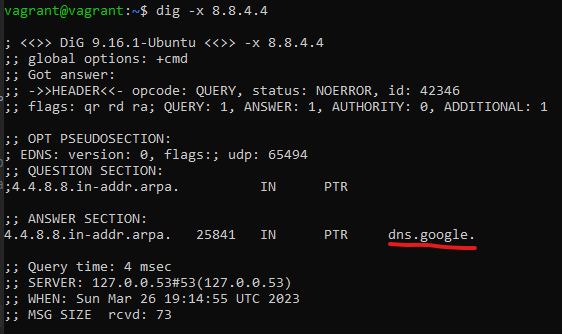 vagrant@vagrant:~$ dig -x 8.8.4.4
; <<>> DiG 9.16.1-Ubuntu <<>> -x 8.8.4.4
;; global options: +cmd
;; Got answer:
;; ->>HEADER<<- opcode: QUERY, status: NOERROR, id: 42346
;; flags: qr rd ra; QUERY: 1, ANSWER: 1, AUTHORITY: 0, ADDITIONAL: 1
;; OPT PSEUDOSECTION:
; EDNS: version: 0, flags:; udp: 65494
;; QUESTION SECTION:
;4.4.8.8.in-addr.arpa. IN PTR
;; ANSWER SECTION:
4.4.8.8.in-addr.arpa. 25841 IN PTR dns.google.
;; Query time: 4 msec
;; SERVER: 127.0.0.53#53(127.0.0.53)
;; WHEN: Sun Mar 26 19:14:55 UTC 2023
;; MSG SIZE rcvd: 73